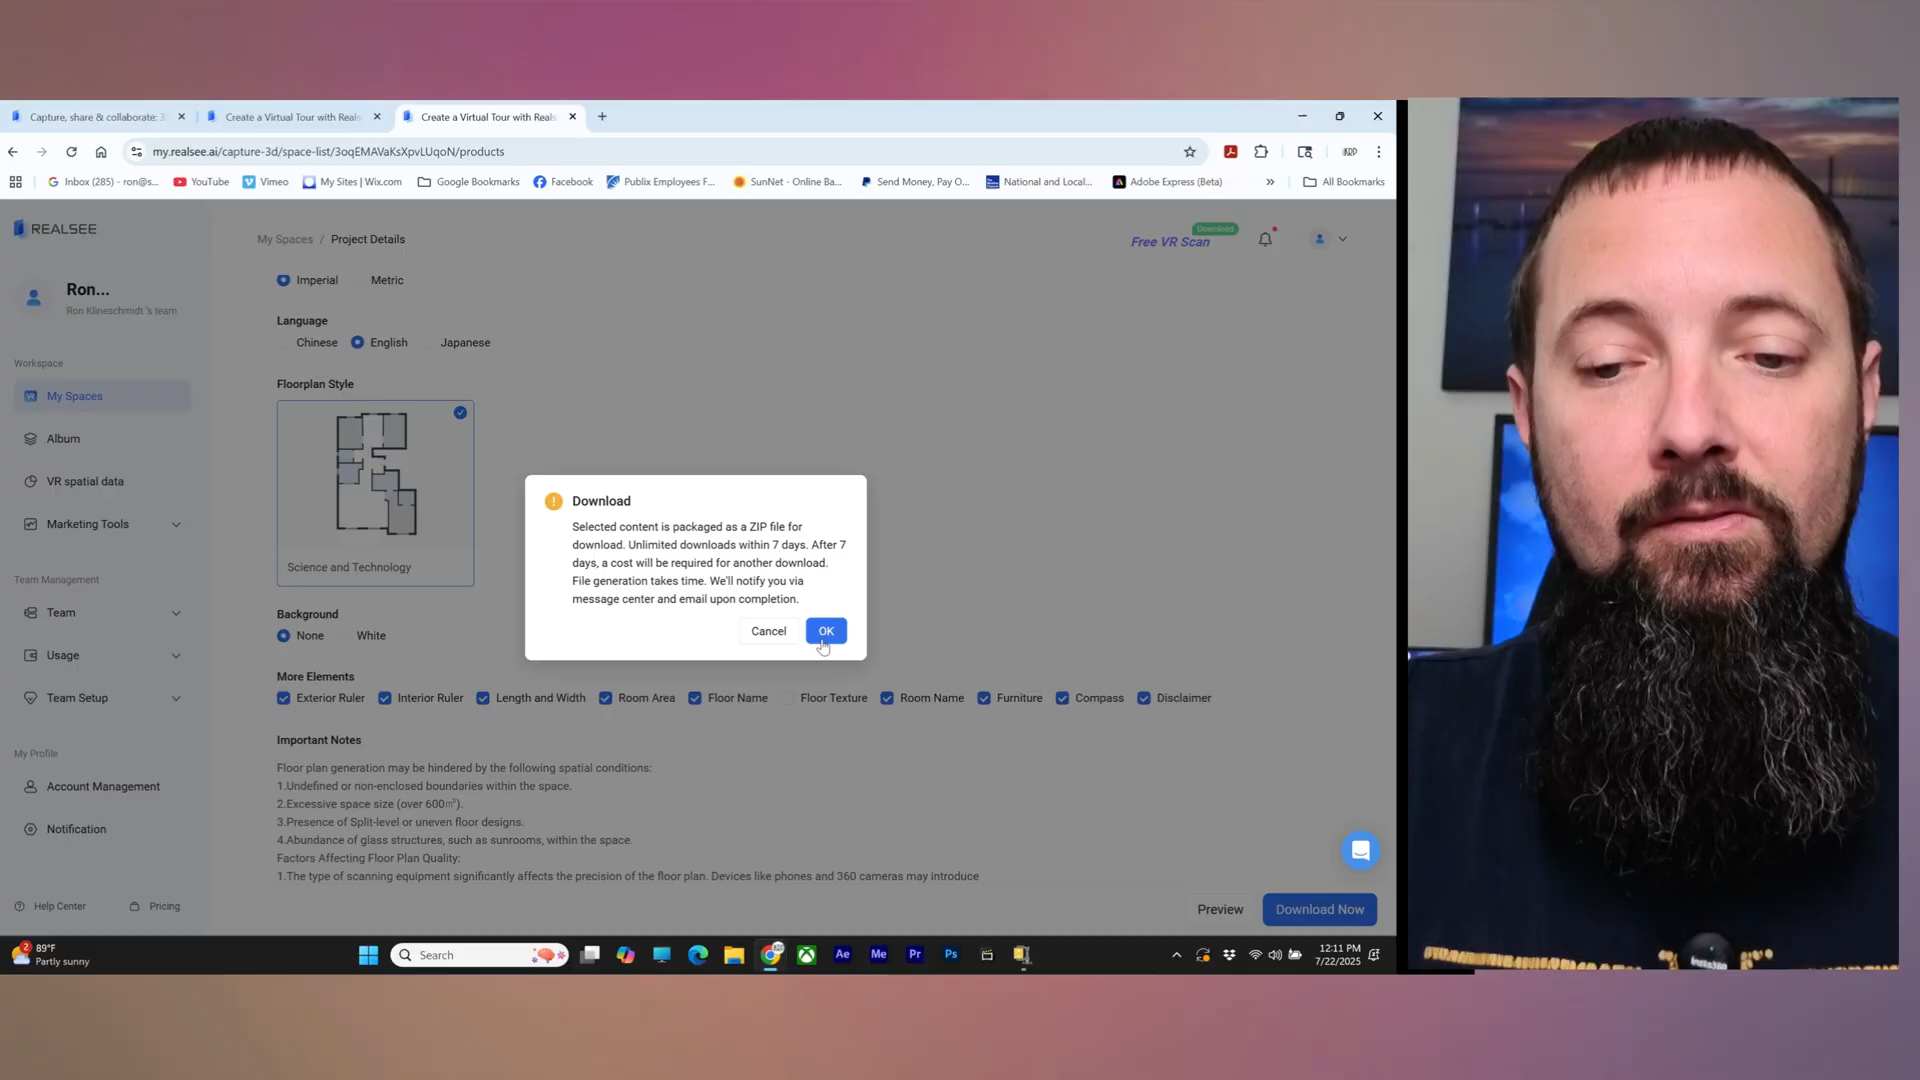 Capture, share & collaborate: 3
Create a Virtual Tour with Reals
Create a Virtual Tour with Reals
my.realsee.ai/capture-3d/space-list/3oqEMAVaKsXpvLUqoN/products
Inbox (285) - ron@s...
YouTube
Vimeo
My Sites | Wix.com
Google Bookmarks
Facebook
Publix Employees F...
SunNet - Online Ba...
Send Money, Pay O...
National and Local...
Adobe Express (Beta)
All Bookmarks
REALSEE
My Spaces / Project Details
Free VR Scan
Download
Ron...
Ron Klineschmidt 's team
Imperial
Metric
Language
Chinese
English
Japanese
Workspace
My Spaces
Album
VR spatial data
Marketing Tools
Floorplan Style
Science and Technology
Download
Selected content is packaged as a ZIP file for
download. Unlimited downloads within 7 days. After 7
days, a cost will be required for another download.
File generation takes time. We'll notify you via
message center and email upon completion.
Cancel
OK
Team Management
Team
Usage
Team Setup
Background
None
White
More Elements
Exterior Ruler
Interior Ruler
Length and Width
Room Area
Floor Name
Floor Texture
Room Name
Furniture
Compass
Disclaimer
My Profile
Account Management
Notification
Important Notes
Floor plan generation may be hindered by the following spatial conditions:
1.Undefined or non-enclosed boundaries within the space.
2.Excessive space size (over 600㎡).
3.Presence of Split-level or uneven floor designs.
4.Abundance of glass structures, such as sunrooms, within the space.
Factors Affecting Floor Plan Quality:
1.The type of scanning equipment significantly affects the precision of the floor plan. Devices like phones and 360 cameras may introduce
Help Center
Pricing
Preview
Download Now
2
89°F
Partly sunny
Search
Ae
Me
Pr
Ps
12:11 PM
7/22/2025
Insta360